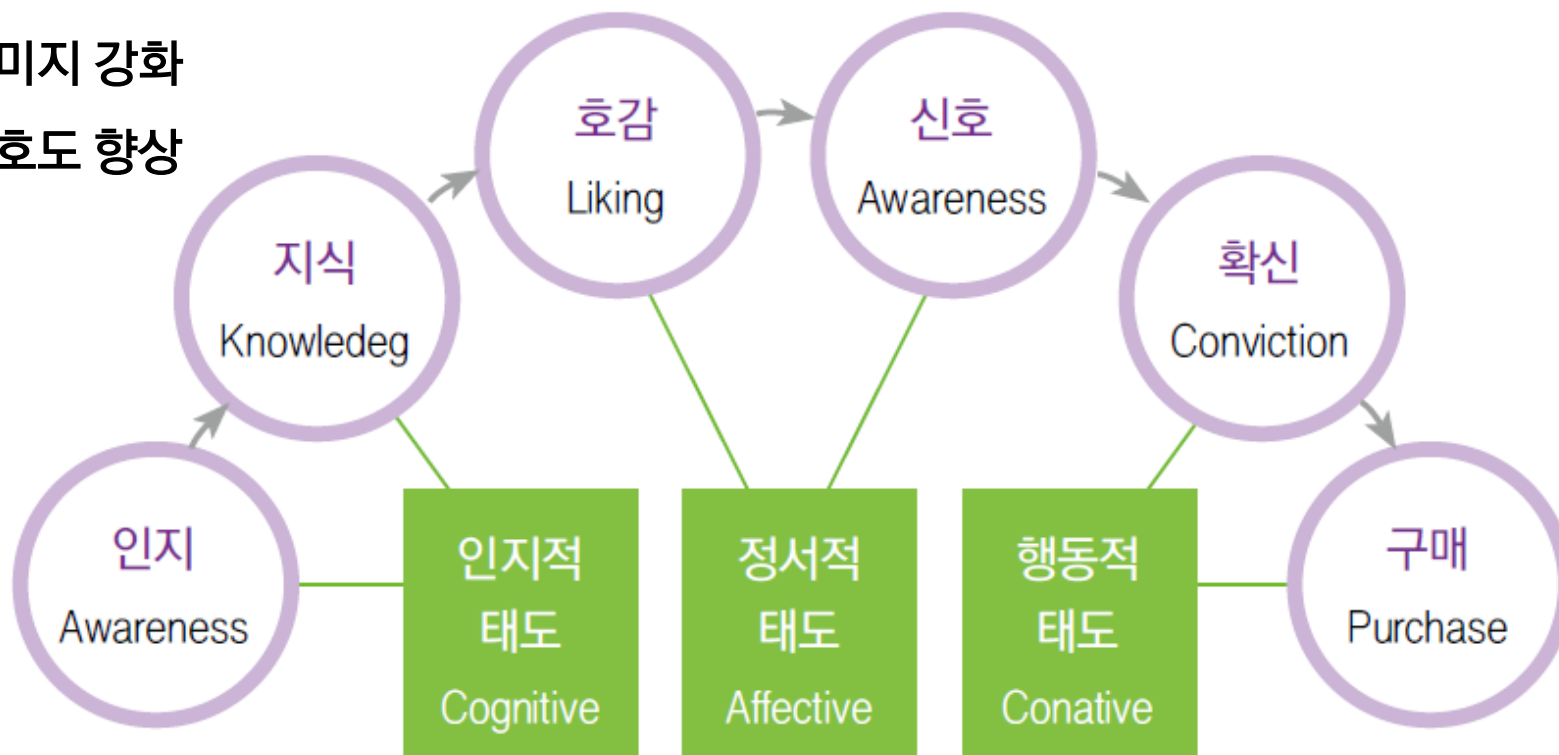 미지 강화
호도 향상
호감
Liking
신호
Awareness
지식
Knowledeg
확신
Conviction
인지
Awareness
인지적
태도
Cognitive
정서적
태도
Affective
행동적
태도
Conative
구매
Purchase